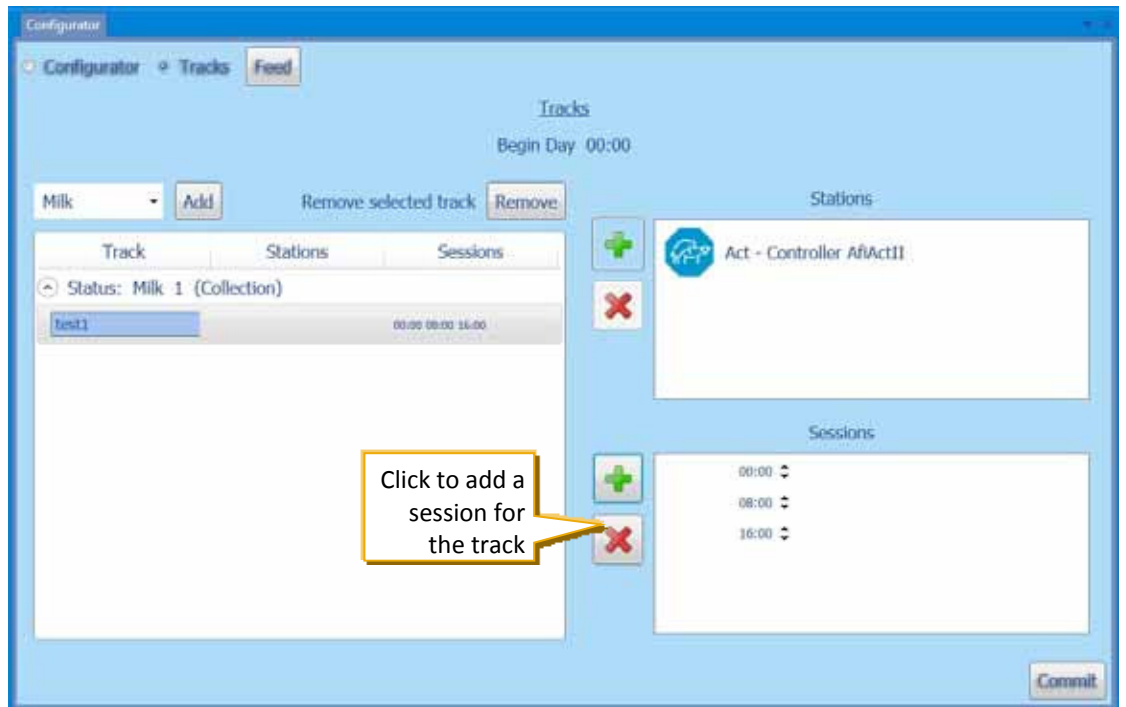 Configurator
Configurator Tracks Feed
Tracks
Begin Day 00:00
Milk Add Remove selected track Remove
Stations
Track Stations Sessions
Act - Controller AfiActII
Status: Milk 1 (Collection)
test1 00:00 08:00 16:00
Sessions
Click to add a
session for
the track
00:00
08:00
16:00
Commit